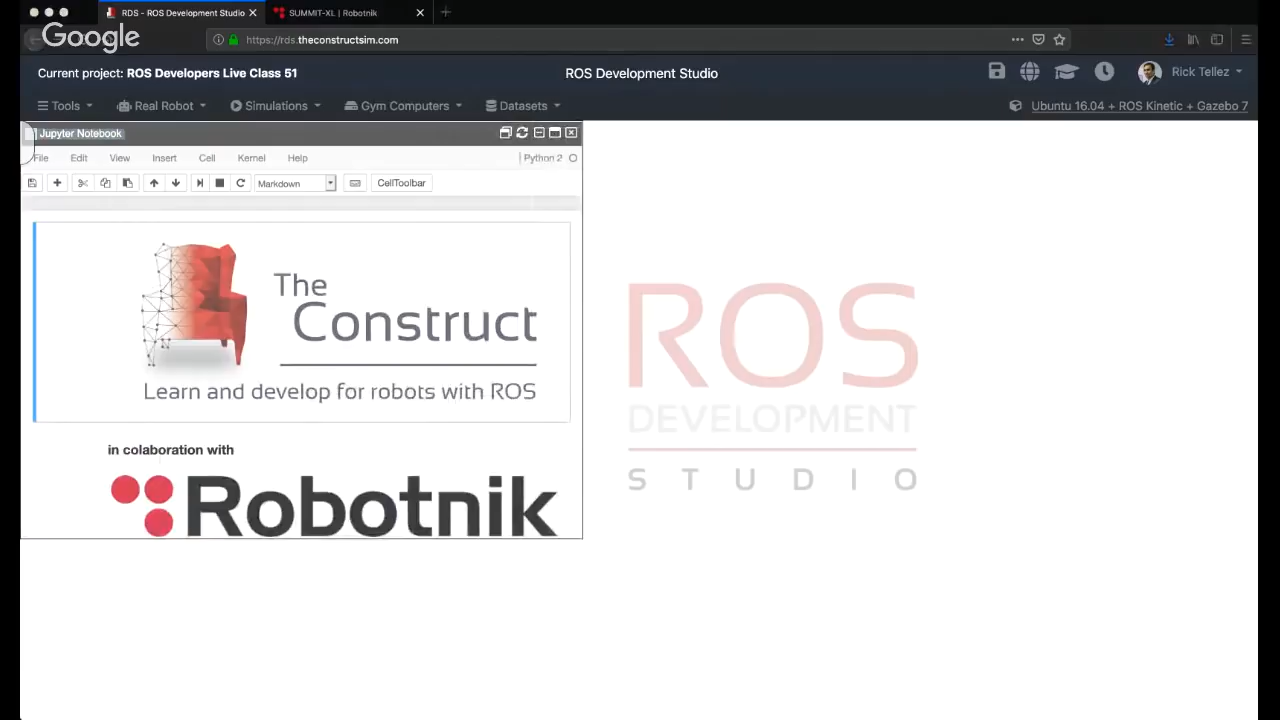 RDS - ROS Development Studio
SUMMIT-XL | Robotnik
Google
https://rds.theconstructsim.com
Current project: ROS Developers Live Class 51
ROS Development Studio
Rick Tellez
Tools
Real Robot
Simulations
Gym Computers
Datasets
Ubuntu 16.04 + ROS Kinetic + Gazebo 7
Jupyter Notebook
File Edit View Insert Cell Kernel Help
Python 2
Markdown
CellToolbar
The
Construct
Learn and develop for robots with ROS
in colaboration with
Robotnik
ROS
DEVELOPMENT
STUDIO